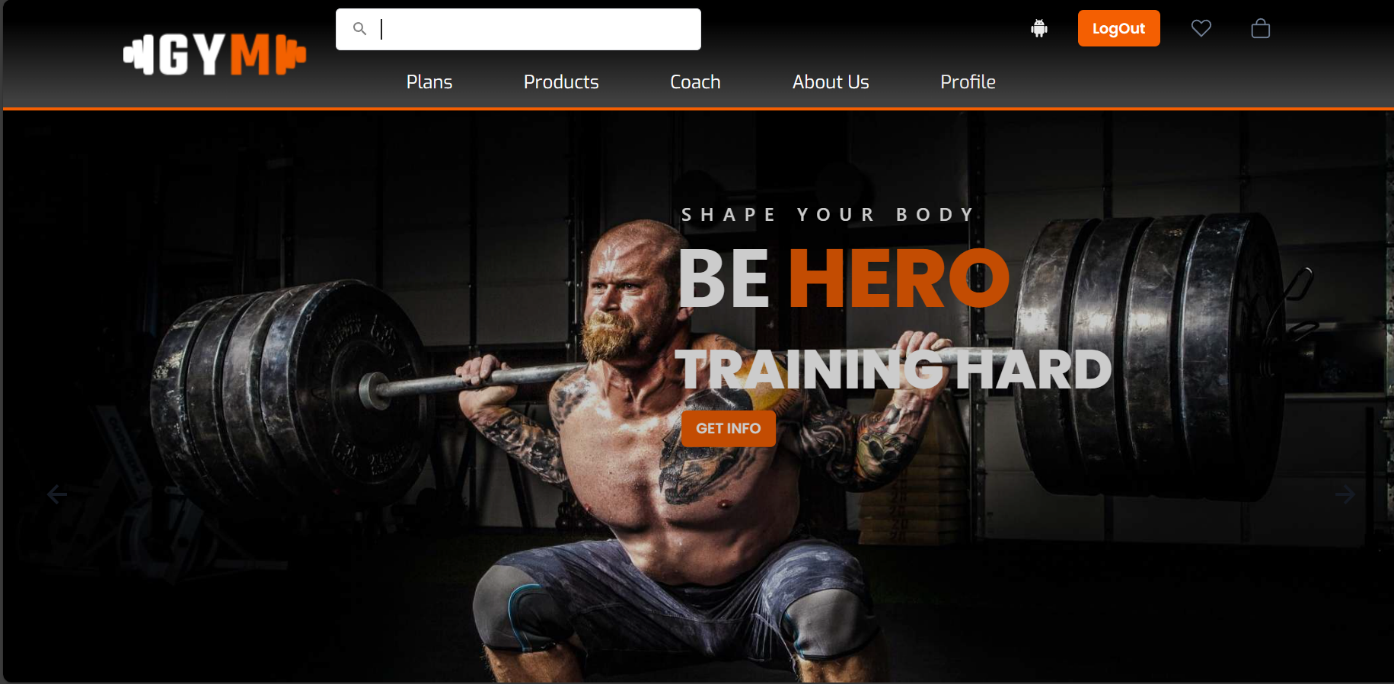 GYM
LogOut
Plans
Products
Coach
About Us
Profile
SHAPE YOUR BODY
BE HERO
TRAINING HARD
GET INFO